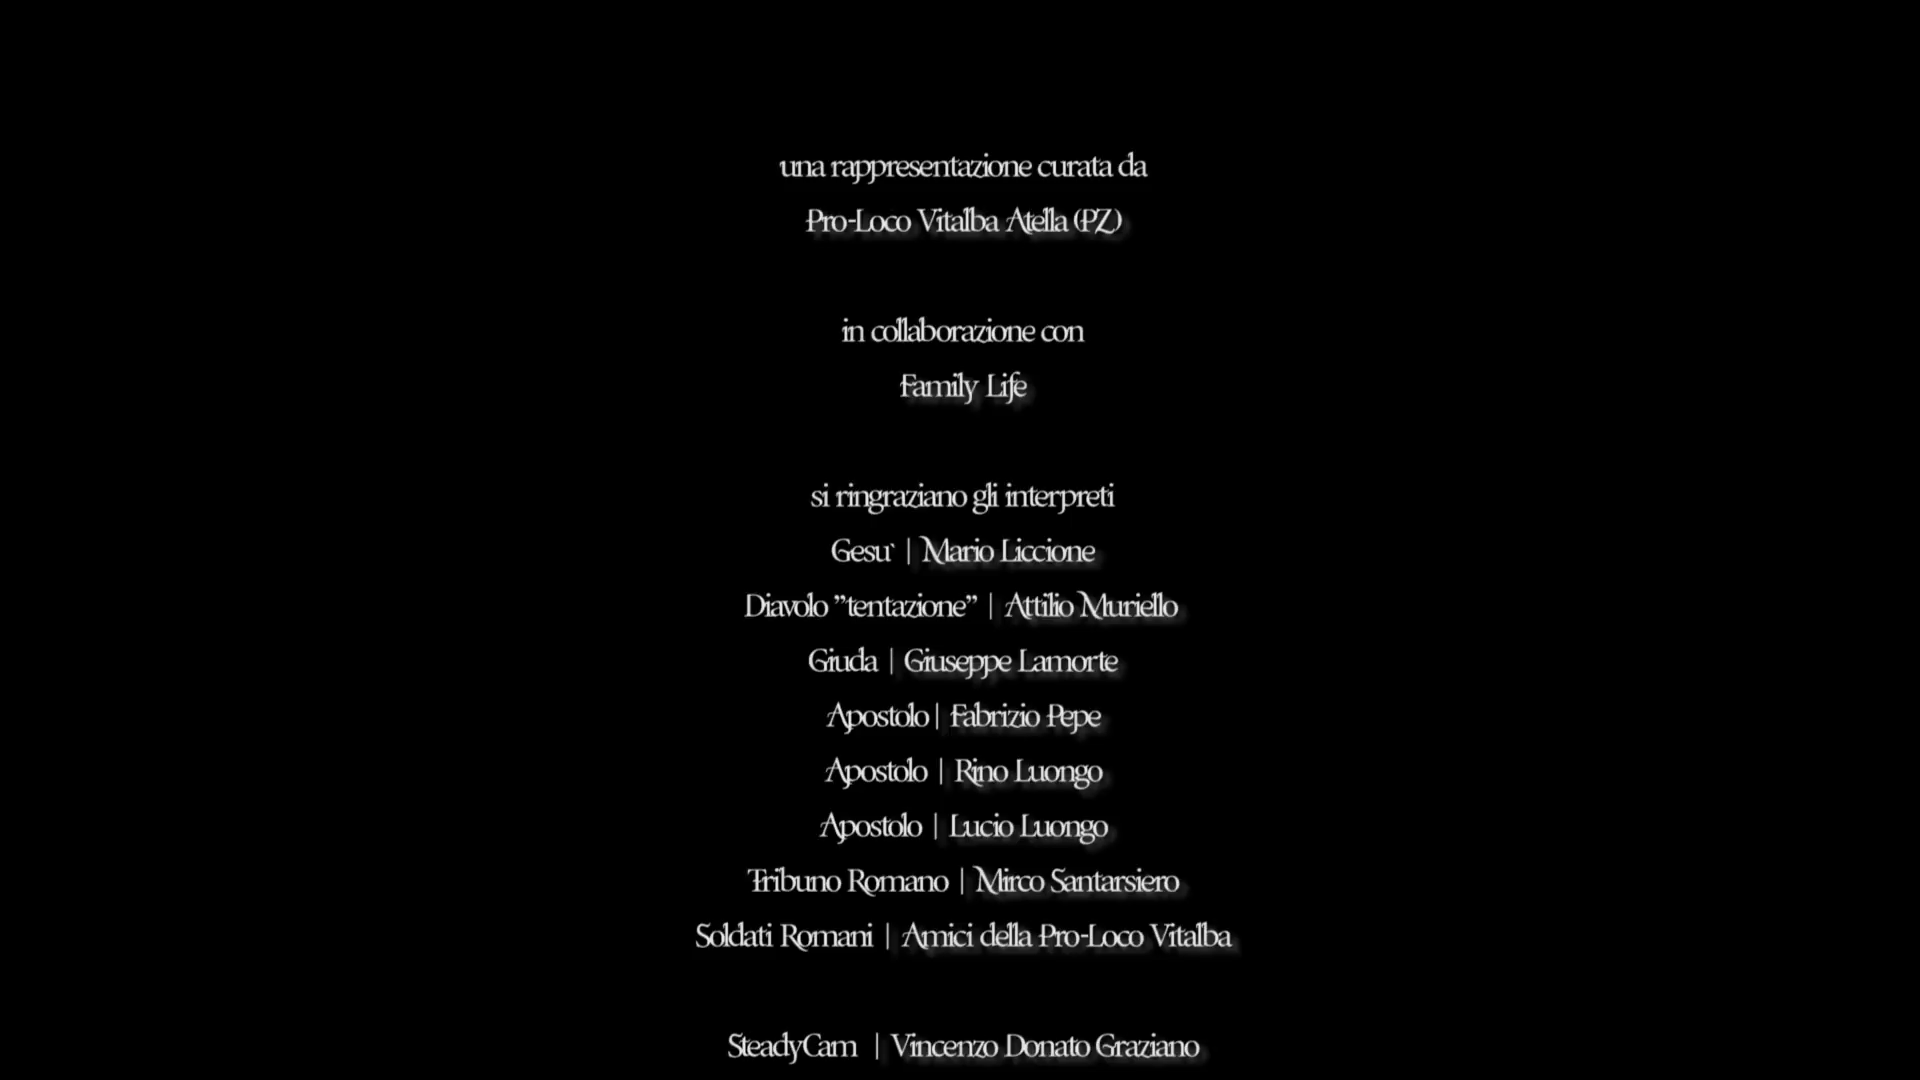 una rappresentazione curata da
Pro-Loco Vitalba Atella (PZ)
in collaborazione con
Family Life
si ringraziano gli interpreti
Gesu` | Mario Liccione
Diavolo ”tentazione” | Attilio Muriello
Giuda | Giuseppe Lamorte
Apostolo | Fabrizio Pepe
Apostolo | Rino Luongo
Apostolo | Lucio Luongo
Tribuno Romano | Mirco Santarsiero
Soldati Romani | Amici della Pro-Loco Vitalba
SteadyCam | Vincenzo Donato Graziano